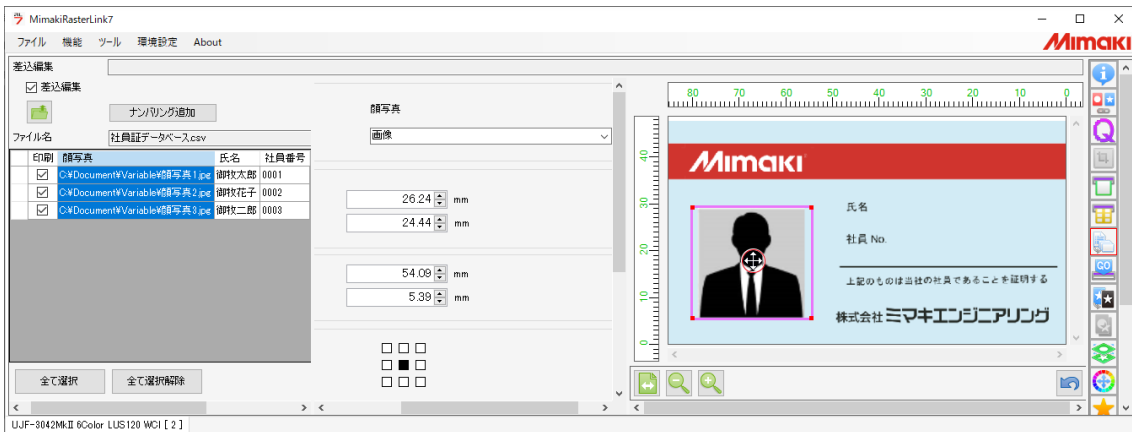 MimakiRasterLink7
ファイル 機能 ツール 環境設定 About
Mimaki
差込編集
差込編集
ナンバリング追加
ファイル名 社員証データベース.csv
印刷 顔写真 氏名 社員番号
C:¥Document¥Variable¥顔写真1.jpg 御牧太郎 0001
C:¥Document¥Variable¥顔写真2.jpg 御牧花子 0002
C:¥Document¥Variable¥顔写真3.jpg 御牧二郎 0003
全て選択 全て選択解除
顔写真
画像
26.24 mm
24.44 mm
54.09 mm
5.39 mm
80 70 60 50 40 30 20 10 0
40
30
20
10
0
Mimaki
氏名
社員 No.
上記のものは当社の社員であることを証明する
株式会社ミマキエンジニアリング
Q
GO
UJF-3042MkⅡ 6Color LUS120 WCl [ 2 ]